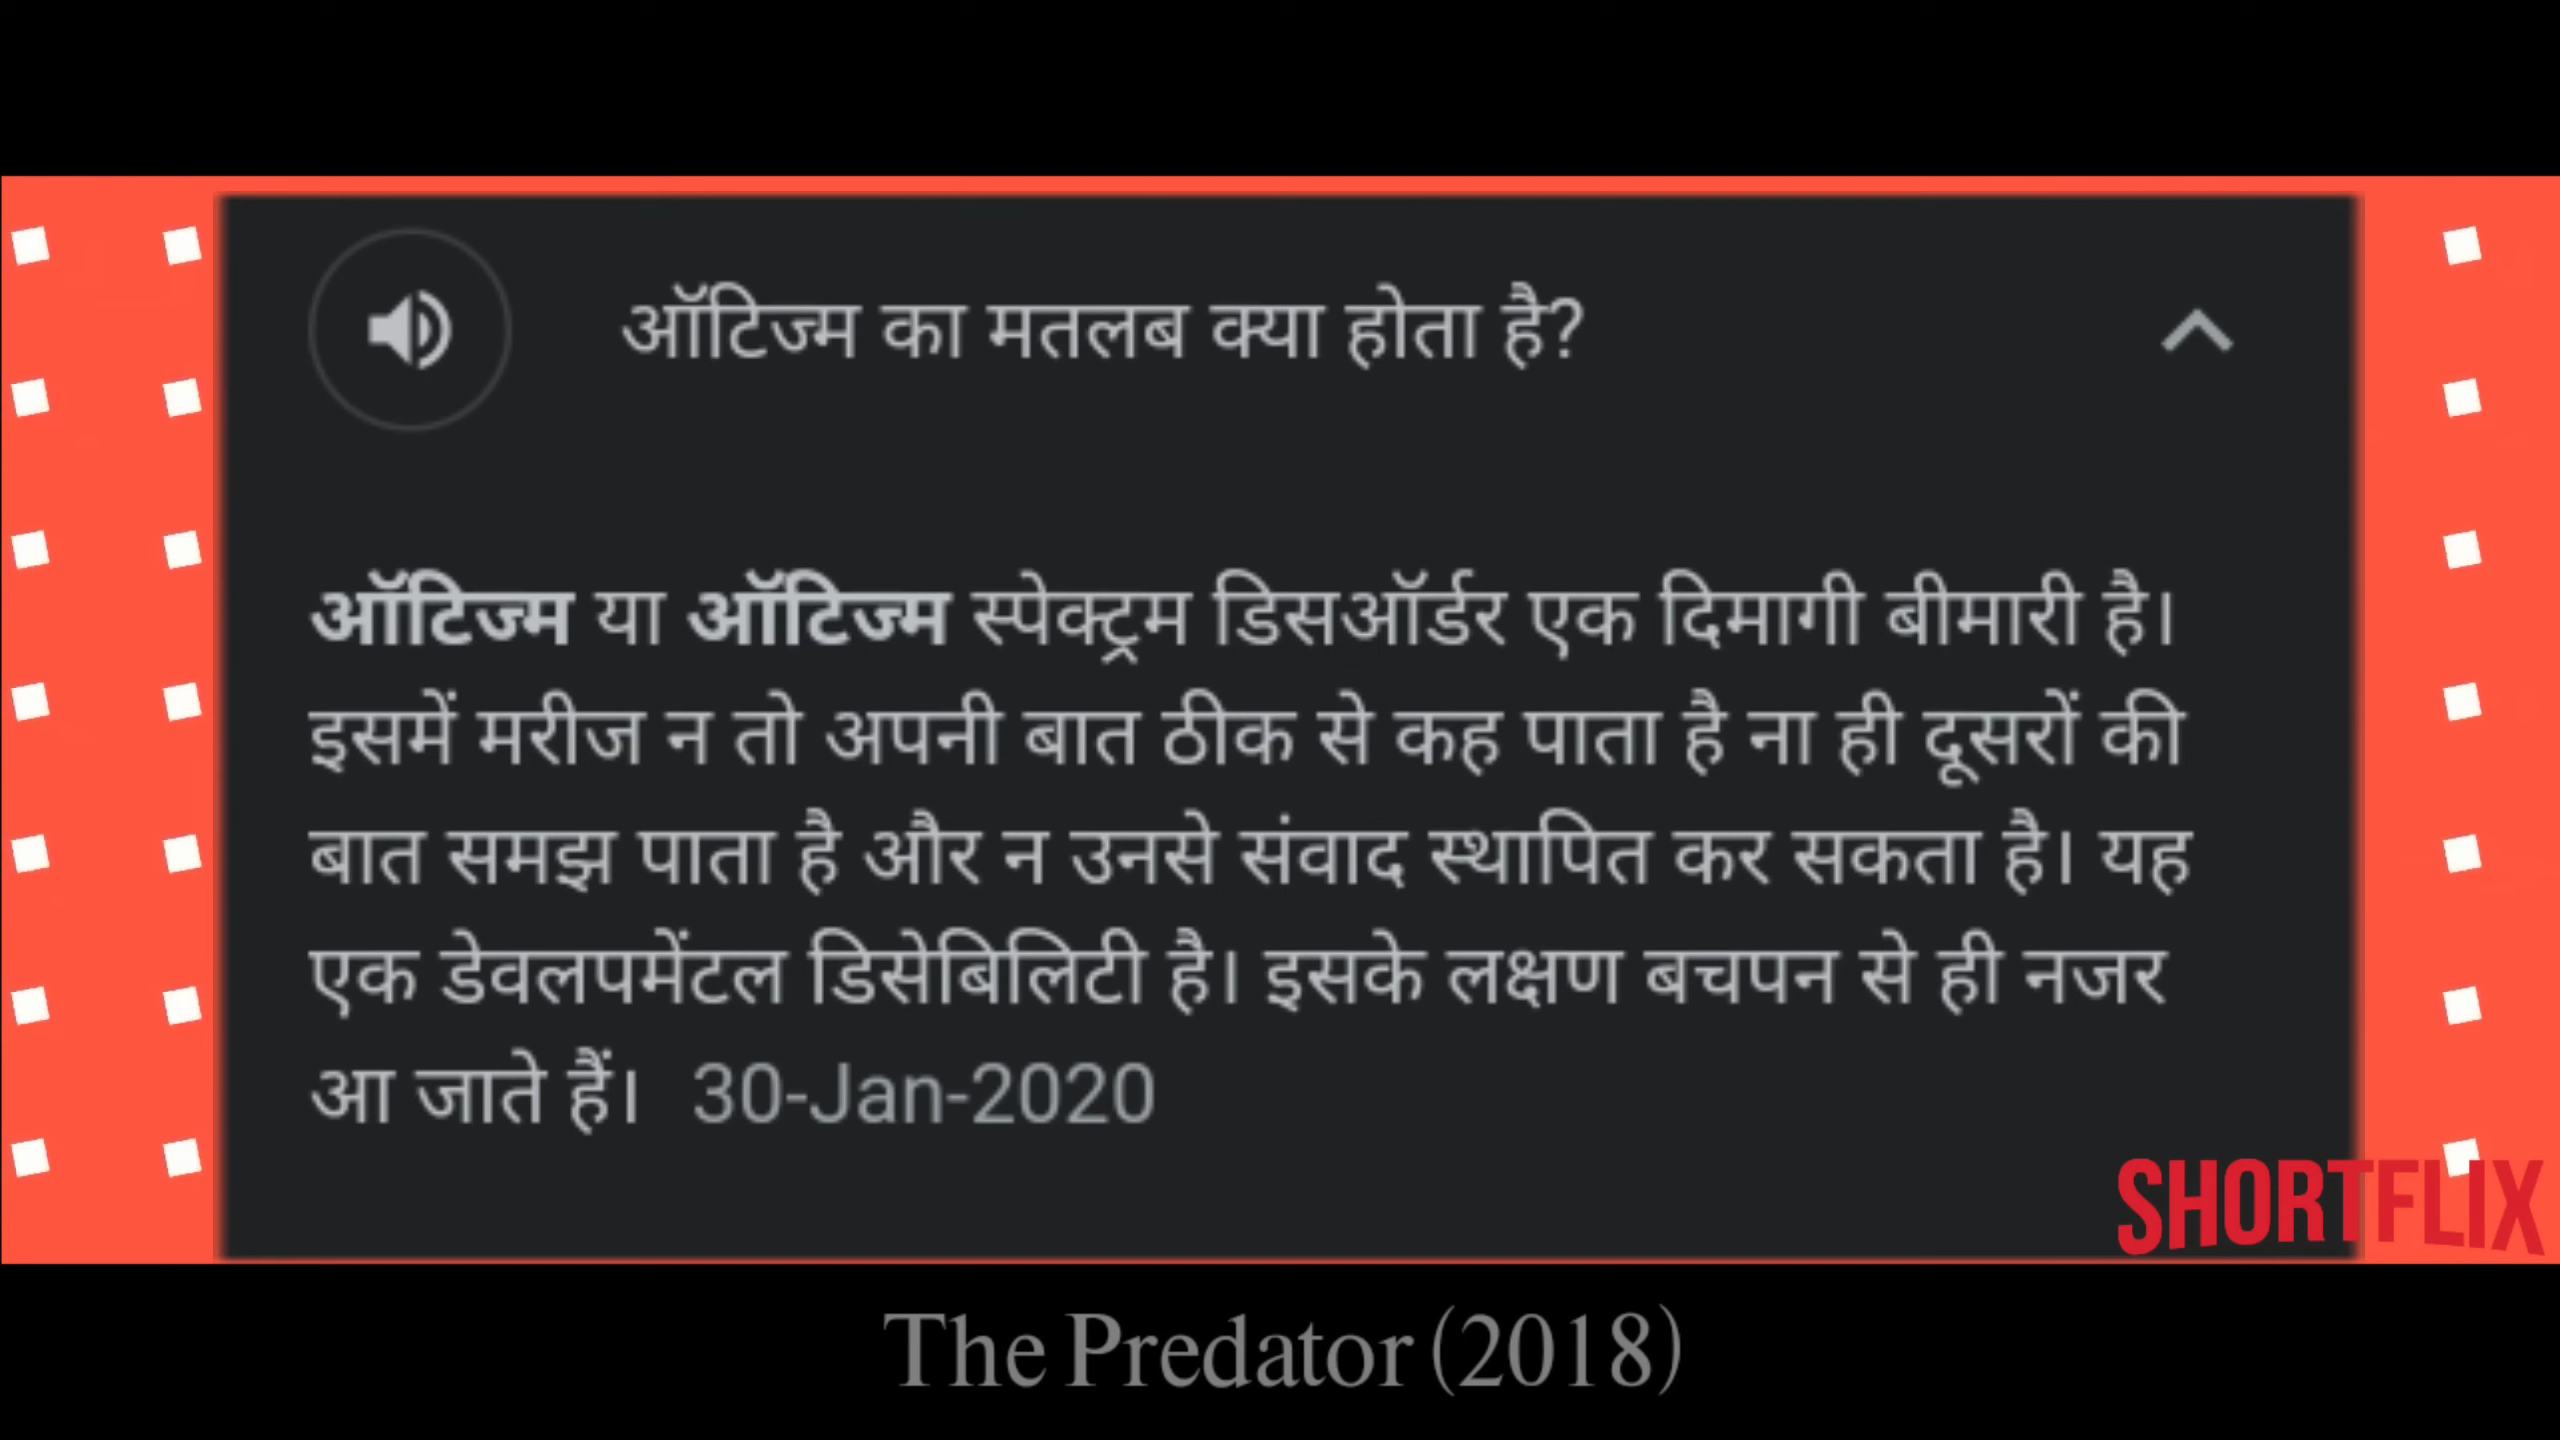 ऑटिज्म का मतलब क्या होता है?
ऑटिज्म या ऑटिज्म स्पेक्ट्रम डिसऑर्डर एक दिमागी बीमारी है।
इसमें मरीज न तो अपनी बात ठीक से कह पाता है ना ही दूसरों की
बात समझ पाता है और न उनसे संवाद स्थापित कर सकता है। यह
एक डेवलपमेंटल डिसेबिलिटी है। इसके लक्षण बचपन से ही नजर
आ जाते हैं। 30-Jan-2020
SHORTFLIX
The Predator (2018)